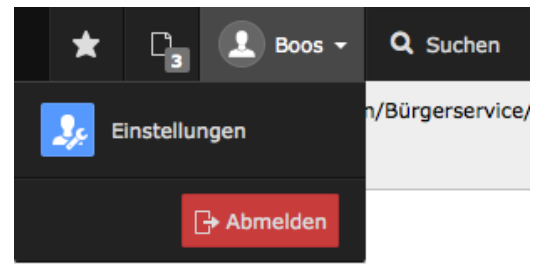 3 Boos Suchen
Einstellungen
n/Bürgerservice/
Abmelden